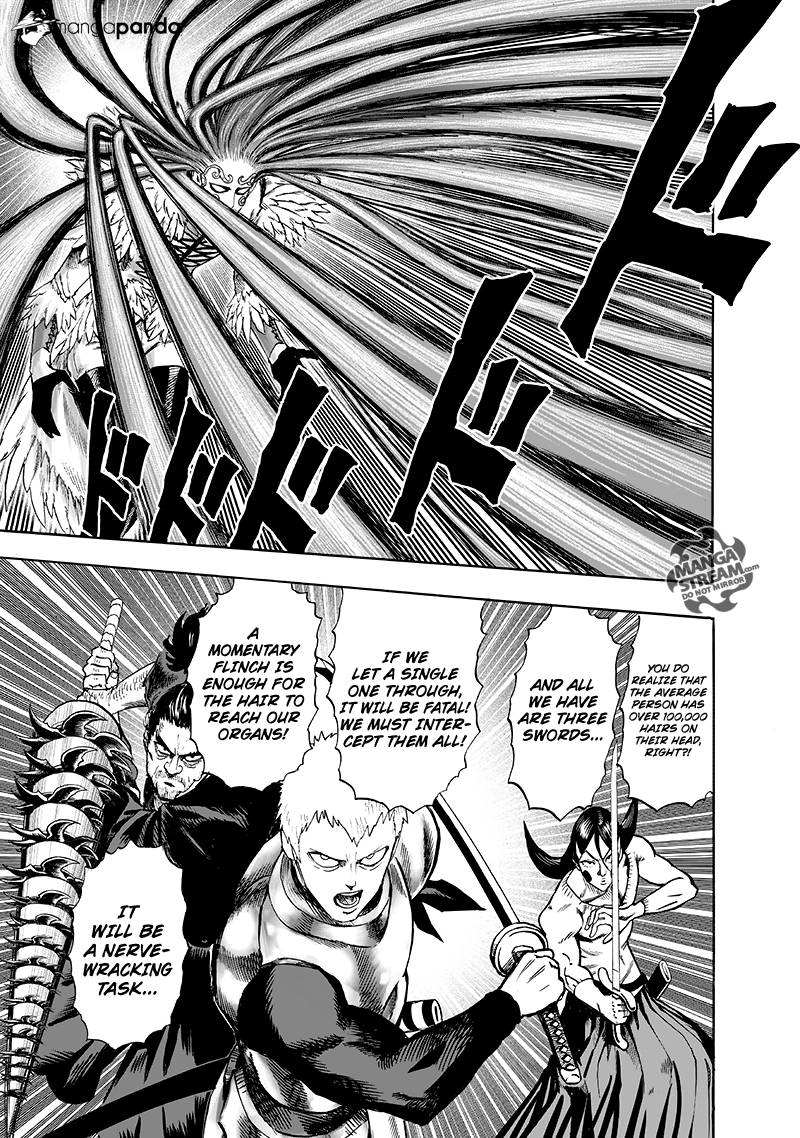 mangapanda
ド
ド
ド
ド
ド
ド
MANGA
STREAM.com
DO NOT MIRROR
YOU DO
REALIZE THAT
THE AVERAGE
PERSON HAS
OVER 100,000
HAIRS ON
THEIR HEAD,
RIGHT?!
AND ALL
WE HAVE
ARE THREE
SWORDS...
IF WE
LET A SINGLE
ONE THROUGH,
IT WILL BE FATAL!
WE MUST INTER-
CEPT THEM ALL!
A
MOMENTARY
FLINCH IS
ENOUGH FOR
THE HAIR TO
REACH OUR
ORGANS!
IT
WILL BE
A NERVE-
WRACKING
TASK...